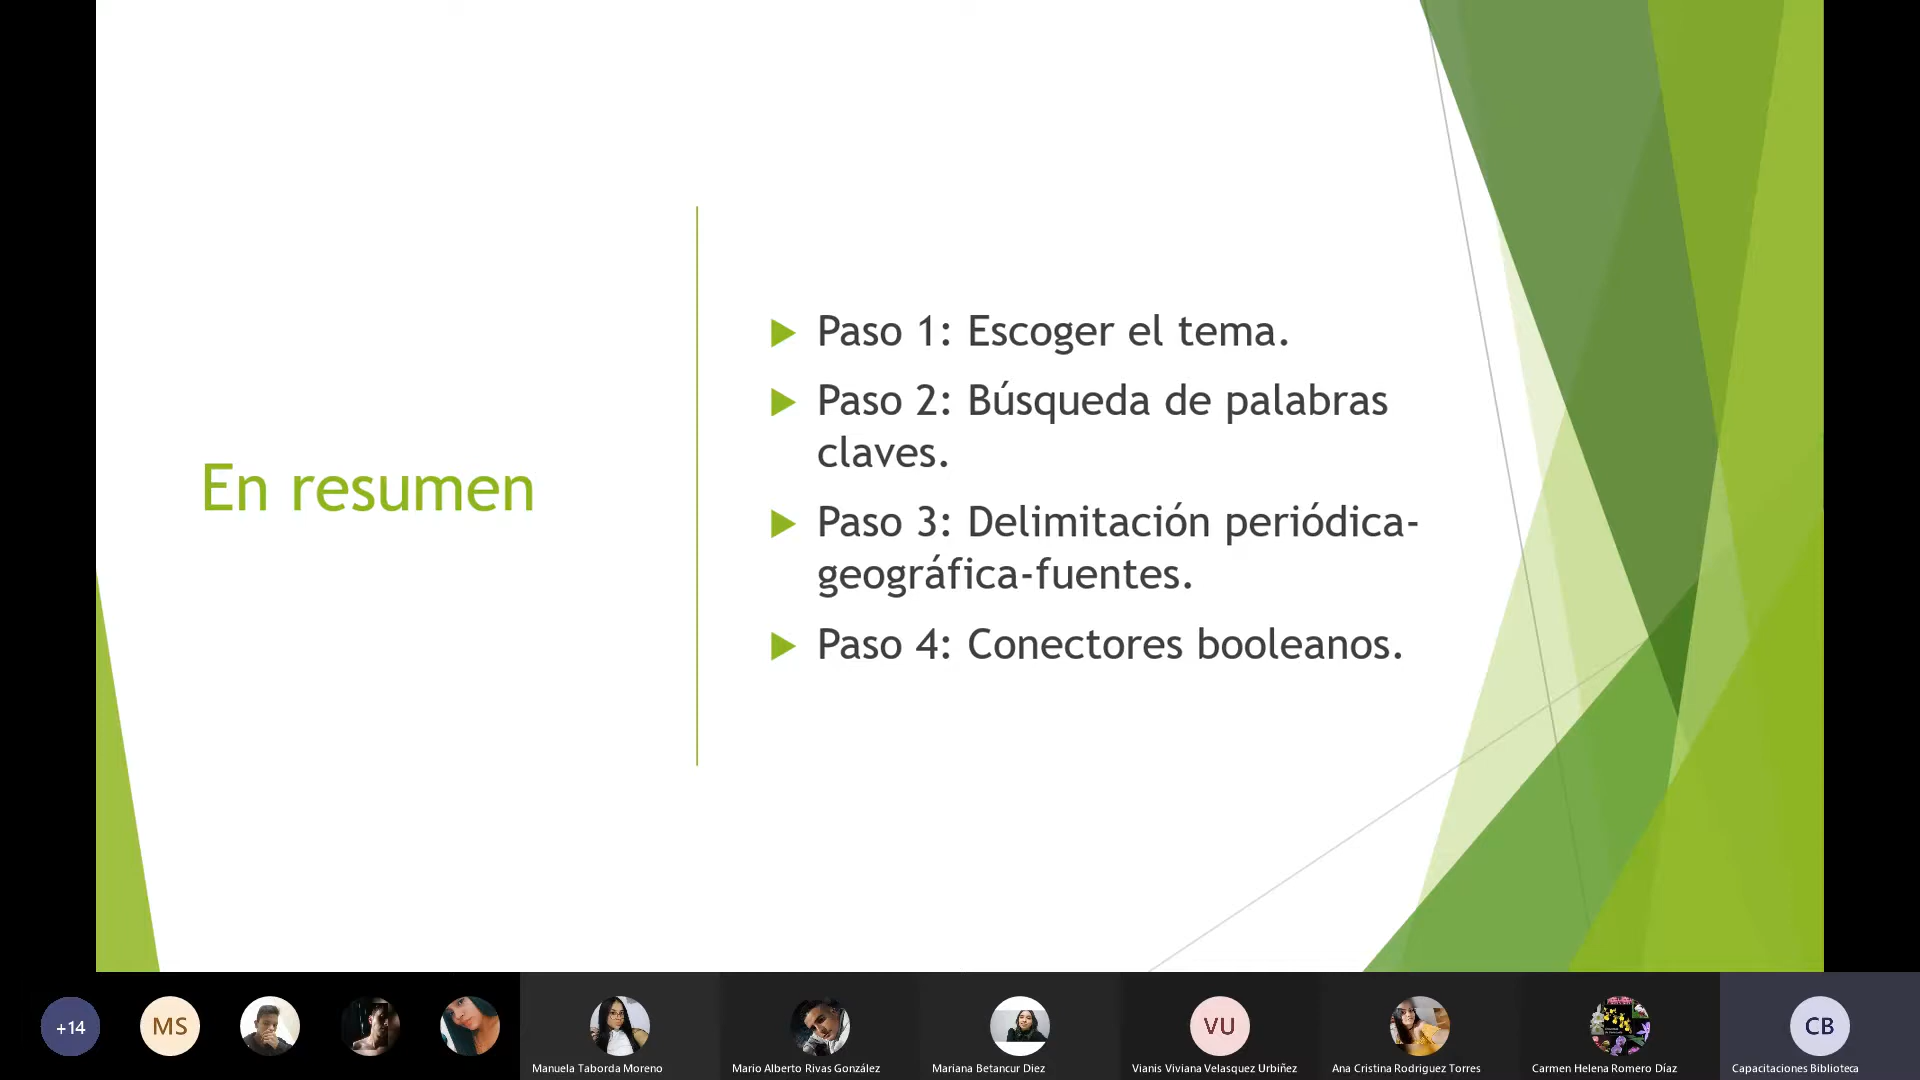 En resumen
Paso 1: Escoger el tema.
Paso 2: Búsqueda de palabras
claves.
Paso 3: Delimitación periódica-
geográfica-fuentes.
Paso 4: Conectores booleanos.
+14
MS
VU
CB
Manuela Taborda Moreno
Mario Alberto Rivas González
Mariana Betancur Diez
Vianis Viviana Velasquez Urbiñez
Ana Cristina Rodriguez Torres
Carmen Helena Romero Díaz
Capacitaciones Biblioteca